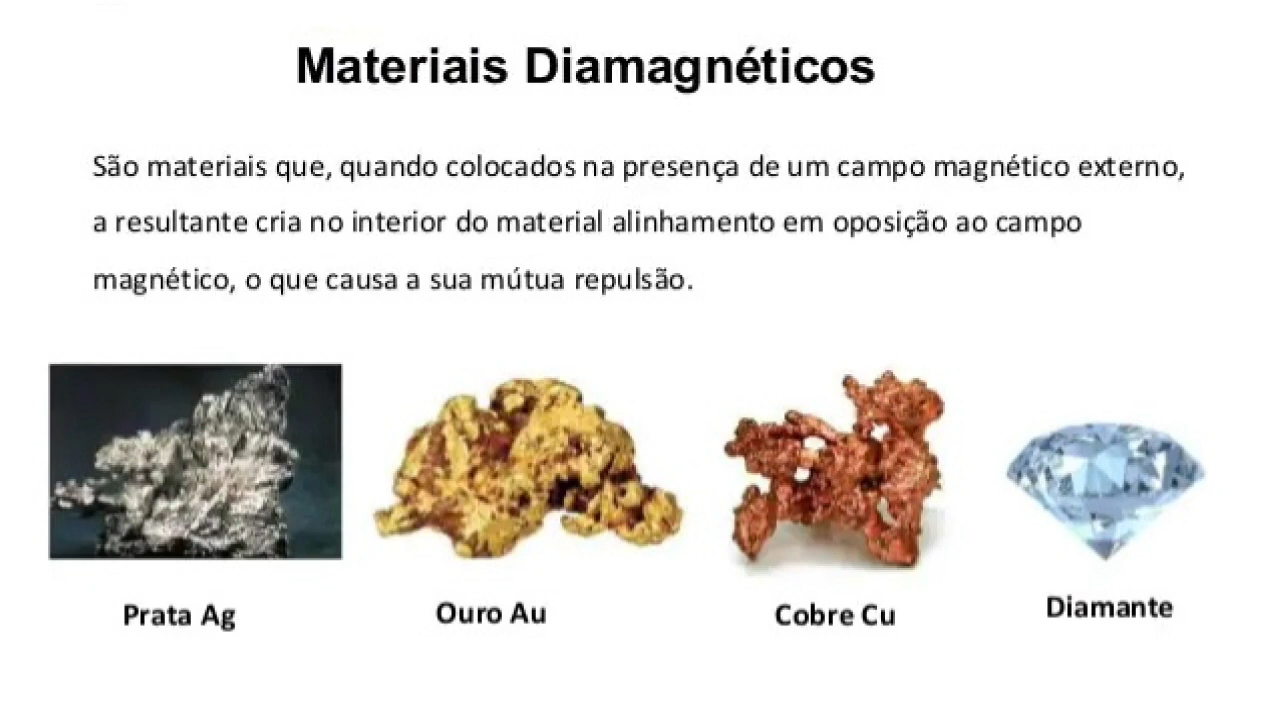 Materiais Diamagnéticos
São materiais que, quando colocados na presença de um campo magnético externo,
a resultante cria no interior do material alinhamento em oposição ao campo
magnético, o que causa a sua mútua repulsão.
Prata Ag
Ouro Au
Cobre Cu
Diamante